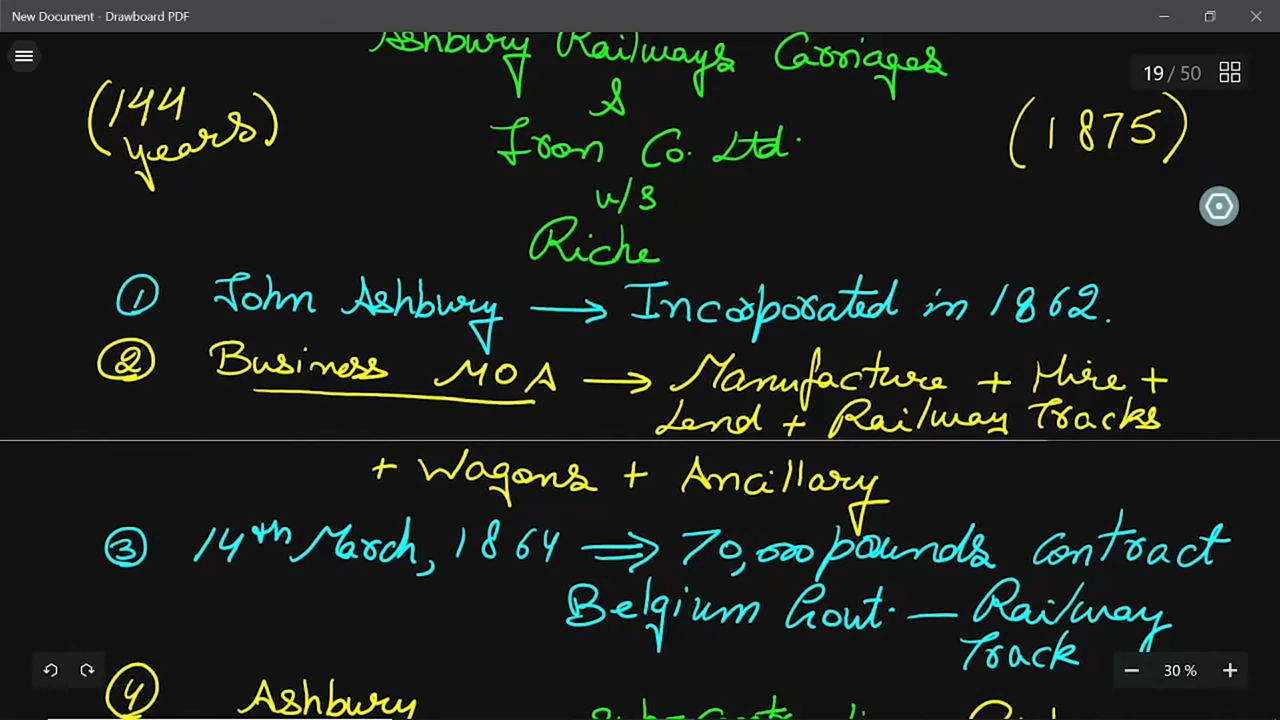 New Document - Drawboard PDF
19 / 50
Ashbury Railways Carriages
&
Iron Co. Ltd.
v/s
Riche
(144
years)
(1875)
① John Ashbury → Incorporated in 1862.
② Business MOA → Manufacture + Hire +
Lend + Railway Tracks
+ Wagons + Ancillary
③ 14th March, 1864 ⇒ 70,000 pounds contract
Belgium Govt. — Railway
Track
④ Ashbury
30 %